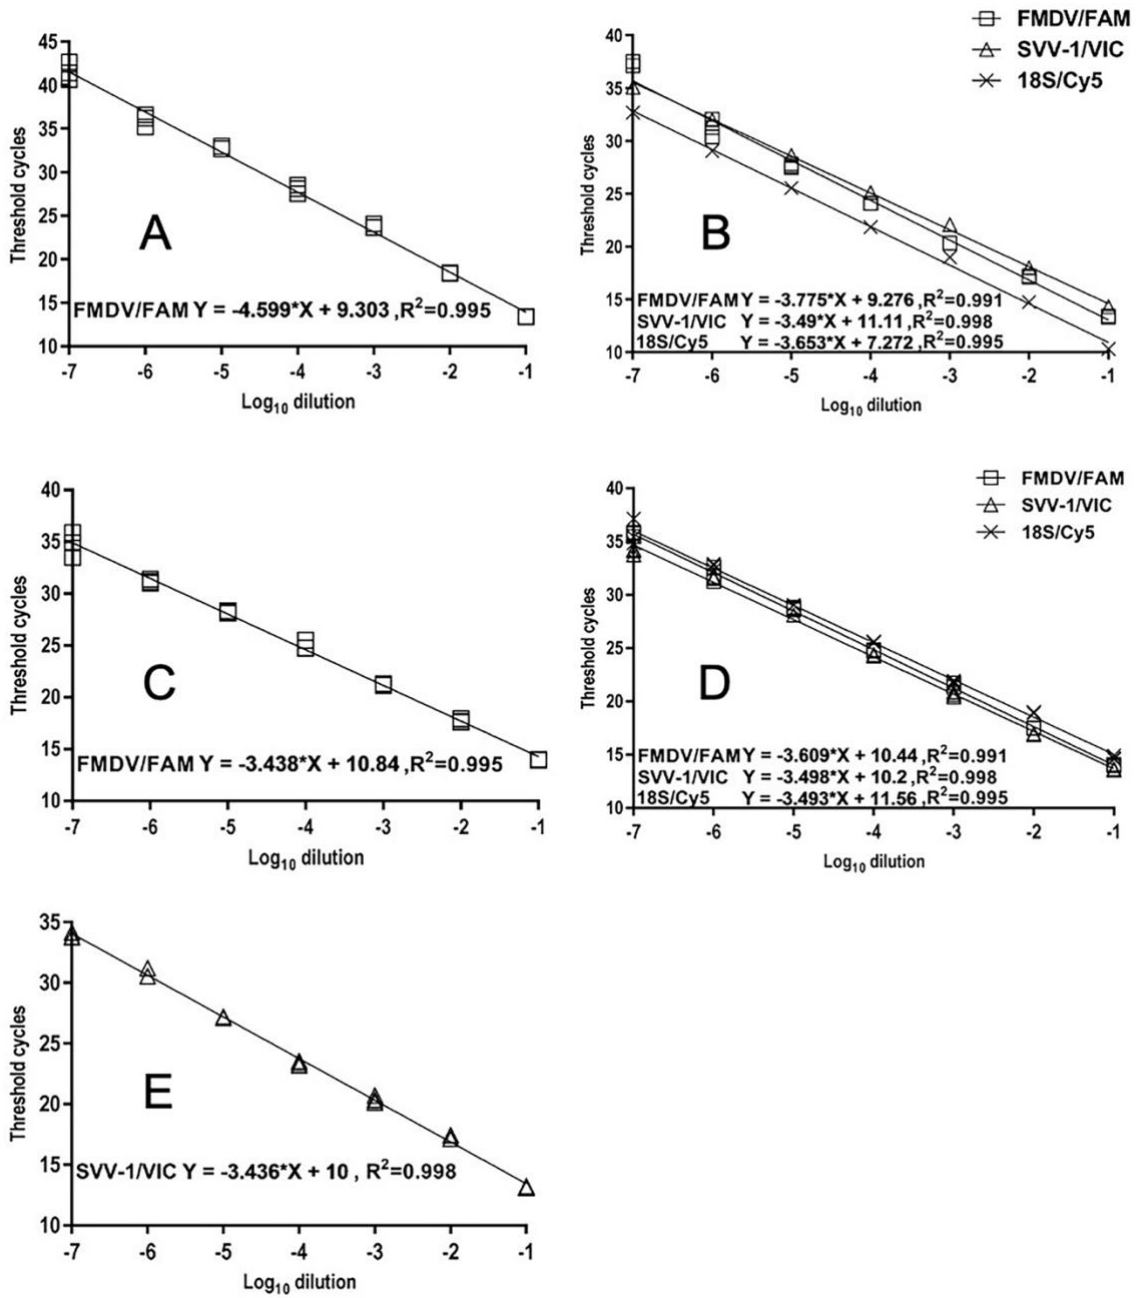 45
40
35
30
25
20
15
10
Threshold cycles
A
FMDV/FAM Y = -4.599*X + 9.303 ,R²=0.995
-7 -6 -5 -4 -3 -2 -1
Log₁₀ dilution
FMDV/FAM
SVV-1/VIC
18S/Cy5
40
35
30
25
20
15
10
Threshold cycles
B
FMDV/FAM Y = -3.775*X + 9.276 ,R²=0.991
SVV-1/VIC Y = -3.49*X + 11.11 ,R²=0.998
18S/Cy5 Y = -3.653*X + 7.272 ,R²=0.995
-7 -6 -5 -4 -3 -2 -1
Log₁₀ dilution
40
35
30
25
20
15
10
Threshold cycles
C
FMDV/FAM Y = -3.438*X + 10.84 ,R²=0.995
-7 -6 -5 -4 -3 -2 -1
Log₁₀ dilution
FMDV/FAM
SVV-1/VIC
18S/Cy5
40
35
30
25
20
15
10
Threshold cycles
D
FMDV/FAM Y = -3.609*X + 10.44 ,R²=0.991
SVV-1/VIC Y = -3.498*X + 10.2 ,R²=0.998
18S/Cy5 Y = -3.493*X + 11.56 ,R²=0.995
-7 -6 -5 -4 -3 -2 -1
Log₁₀ dilution
35
30
25
20
15
10
Threshold cycles
E
SVV-1/VIC Y = -3.436*X + 10 , R²=0.998
-7 -6 -5 -4 -3 -2 -1
Log₁₀ dilution